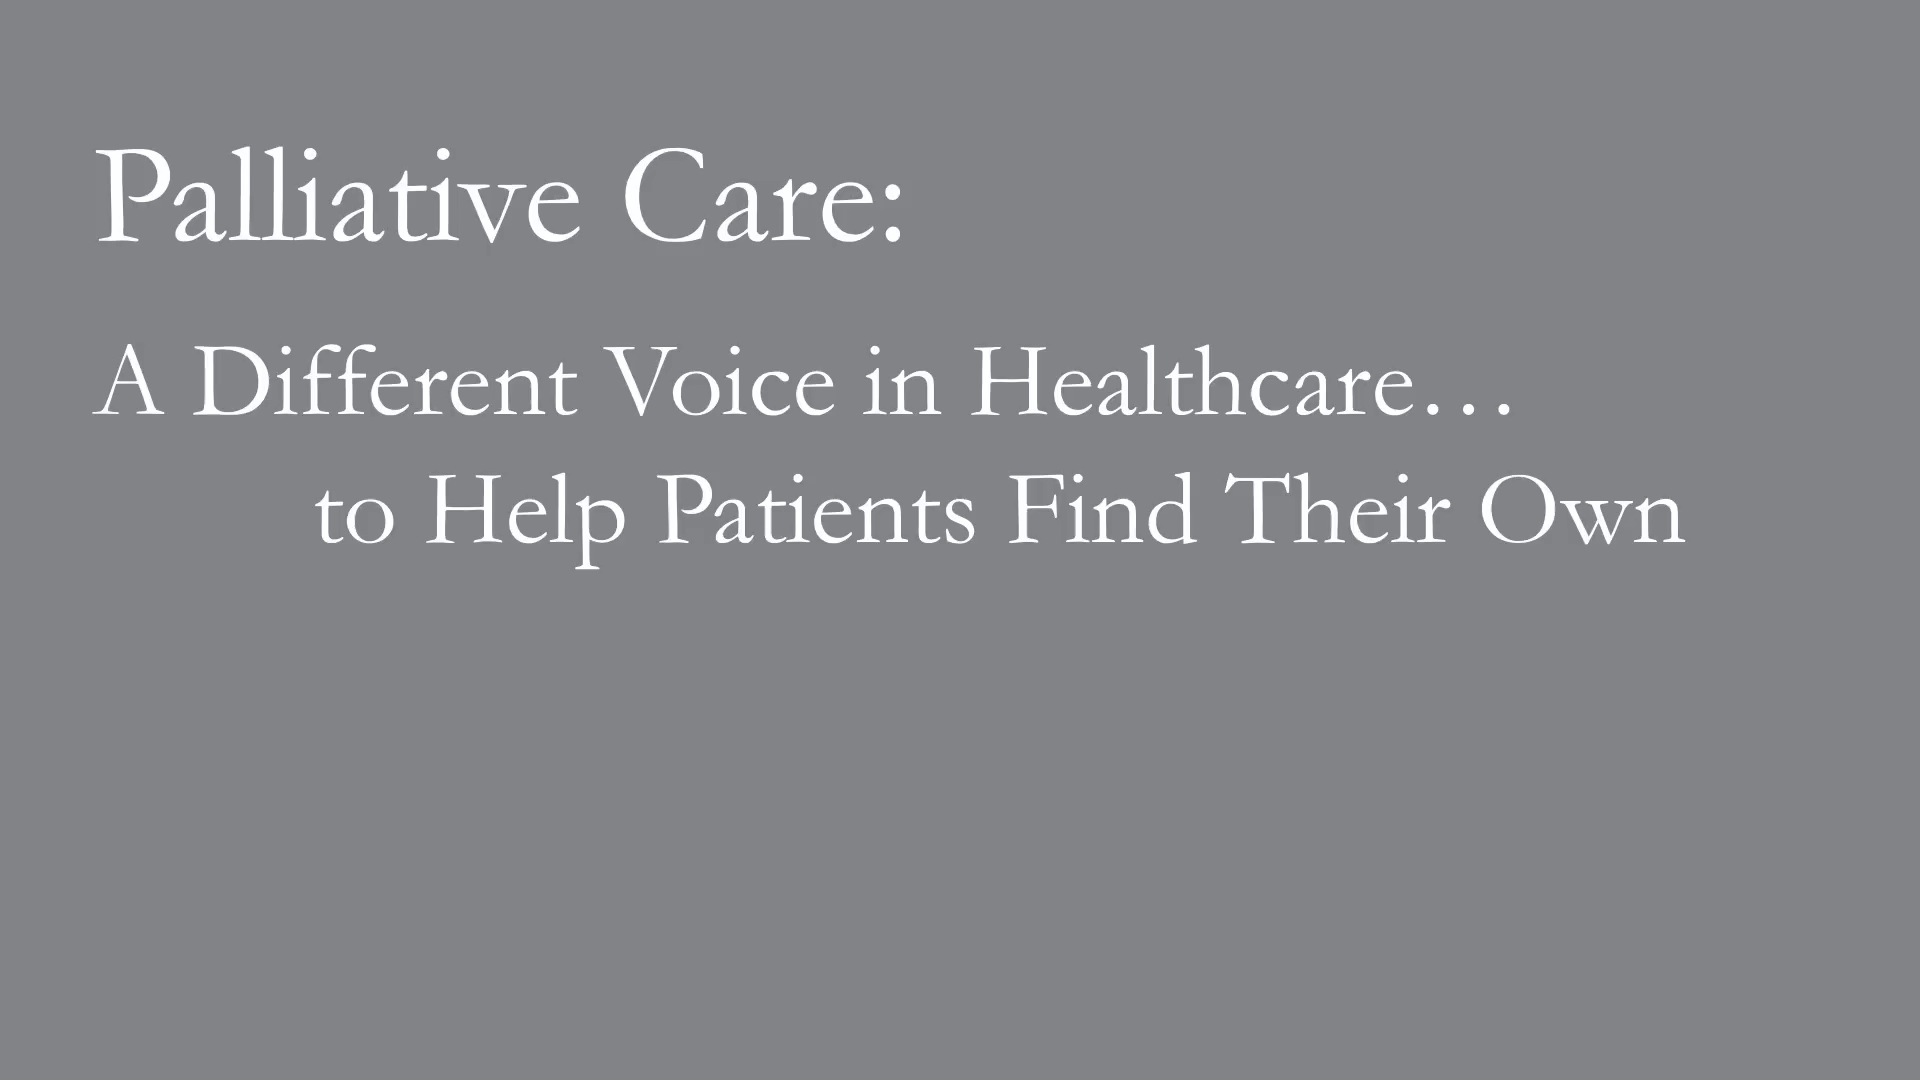 Palliative Care:
A Different Voice in Healthcare…
to Help Patients Find Their Own